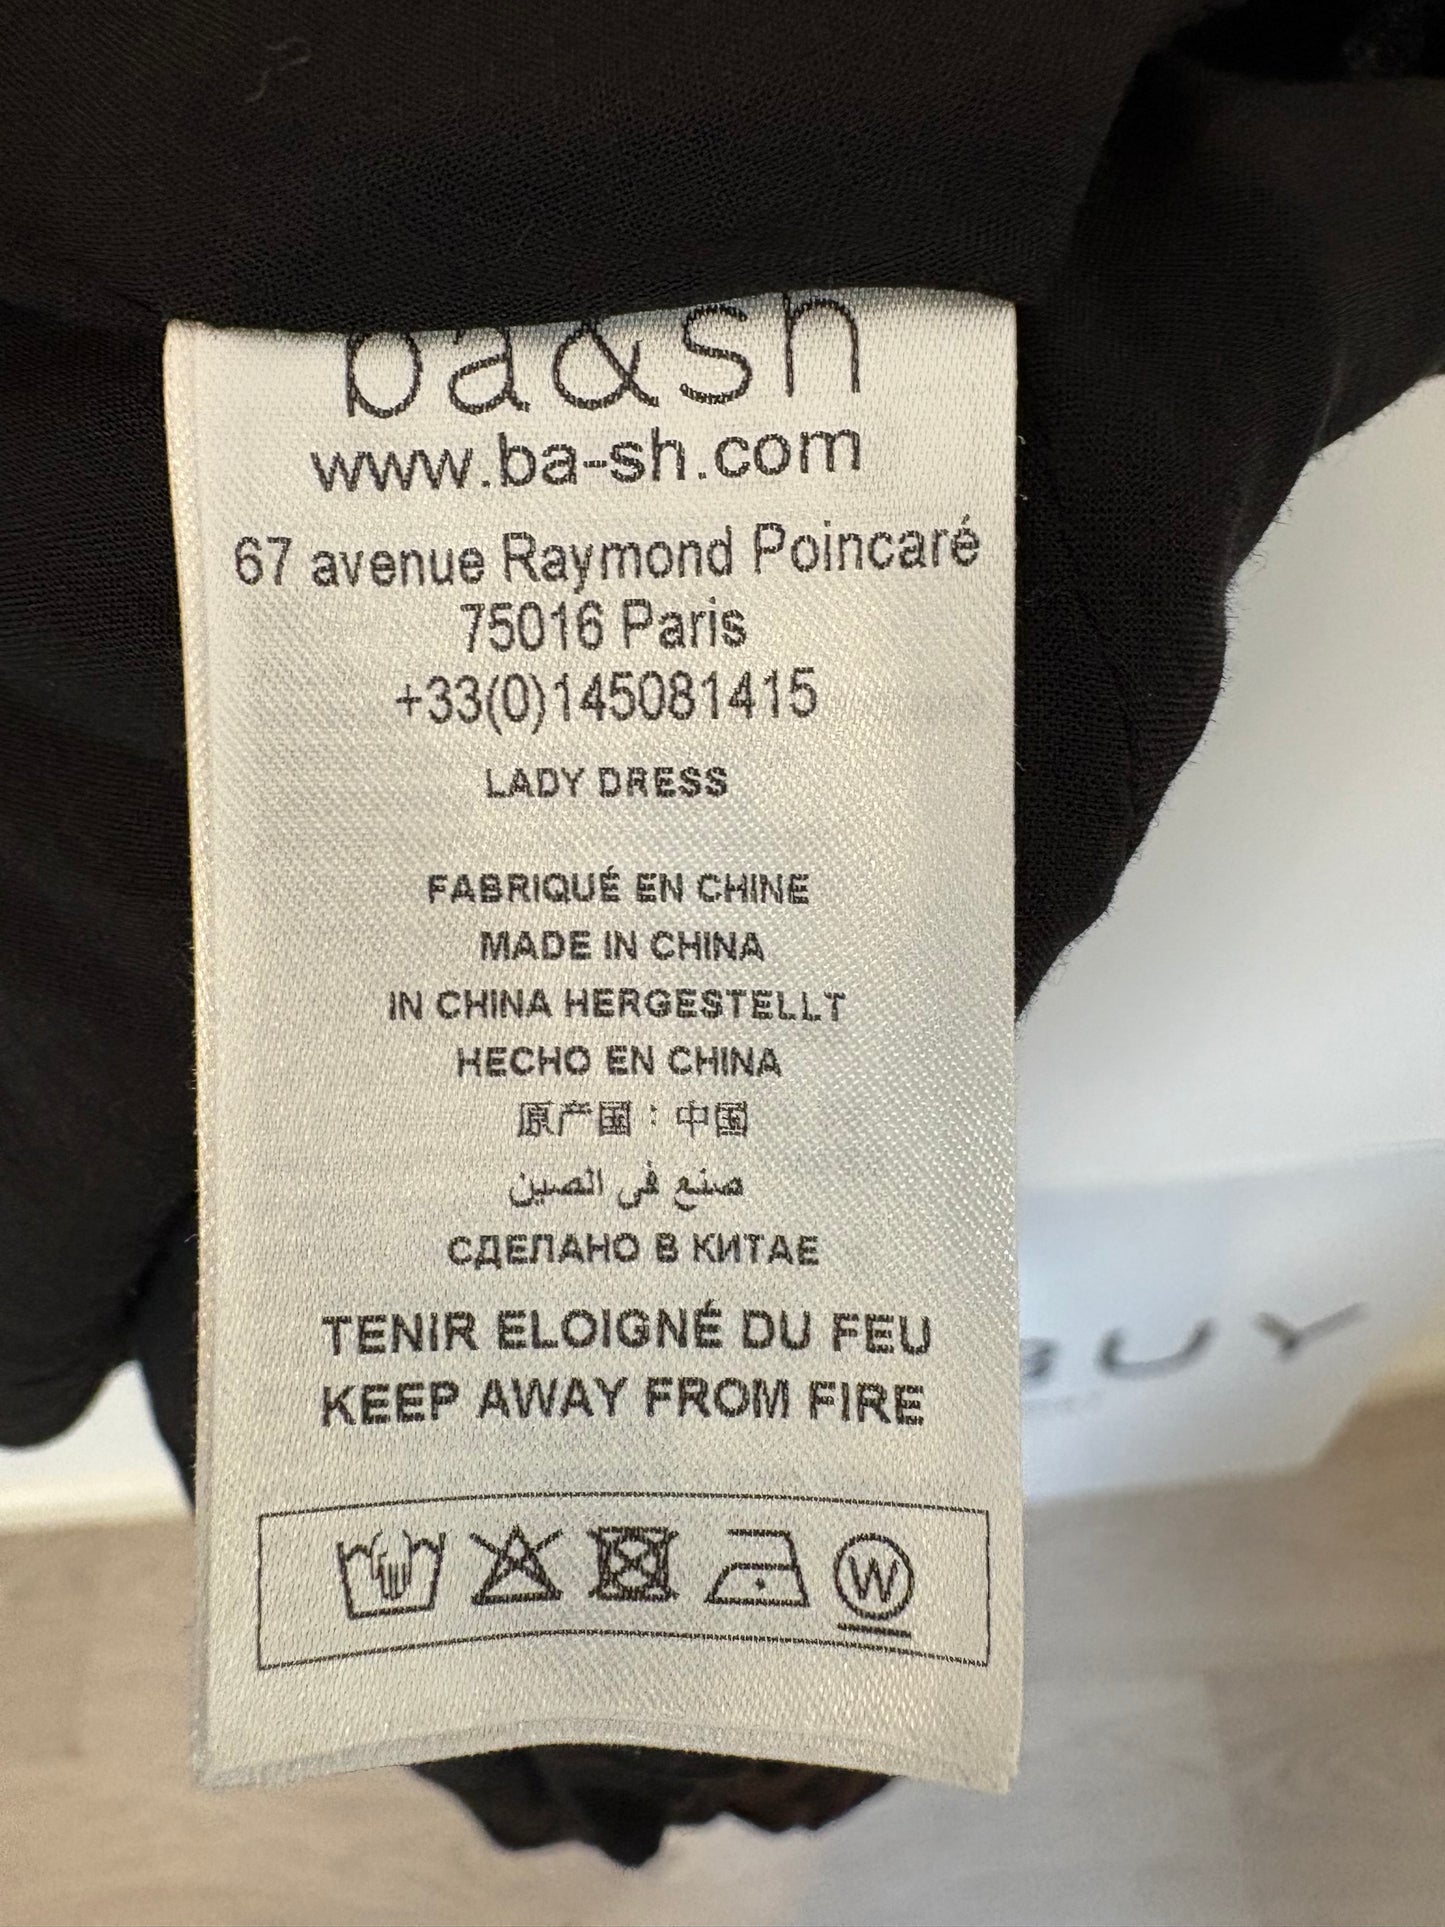 ba&sh
www.ba-sh.com
67 avenue Raymond Poincaré
75016 Paris
+33(0)145081415
LADY DRESS
FABRIQUÉ EN CHINE
MADE IN CHINA
IN CHINA HERGESTELLT
HECHO EN CHINA
原产国：中国
صنع في الصين
СДЕЛАНО В КИТАЕ
TENIR ELOIGNÉ DU FEU
KEEP AWAY FROM FIRE
W